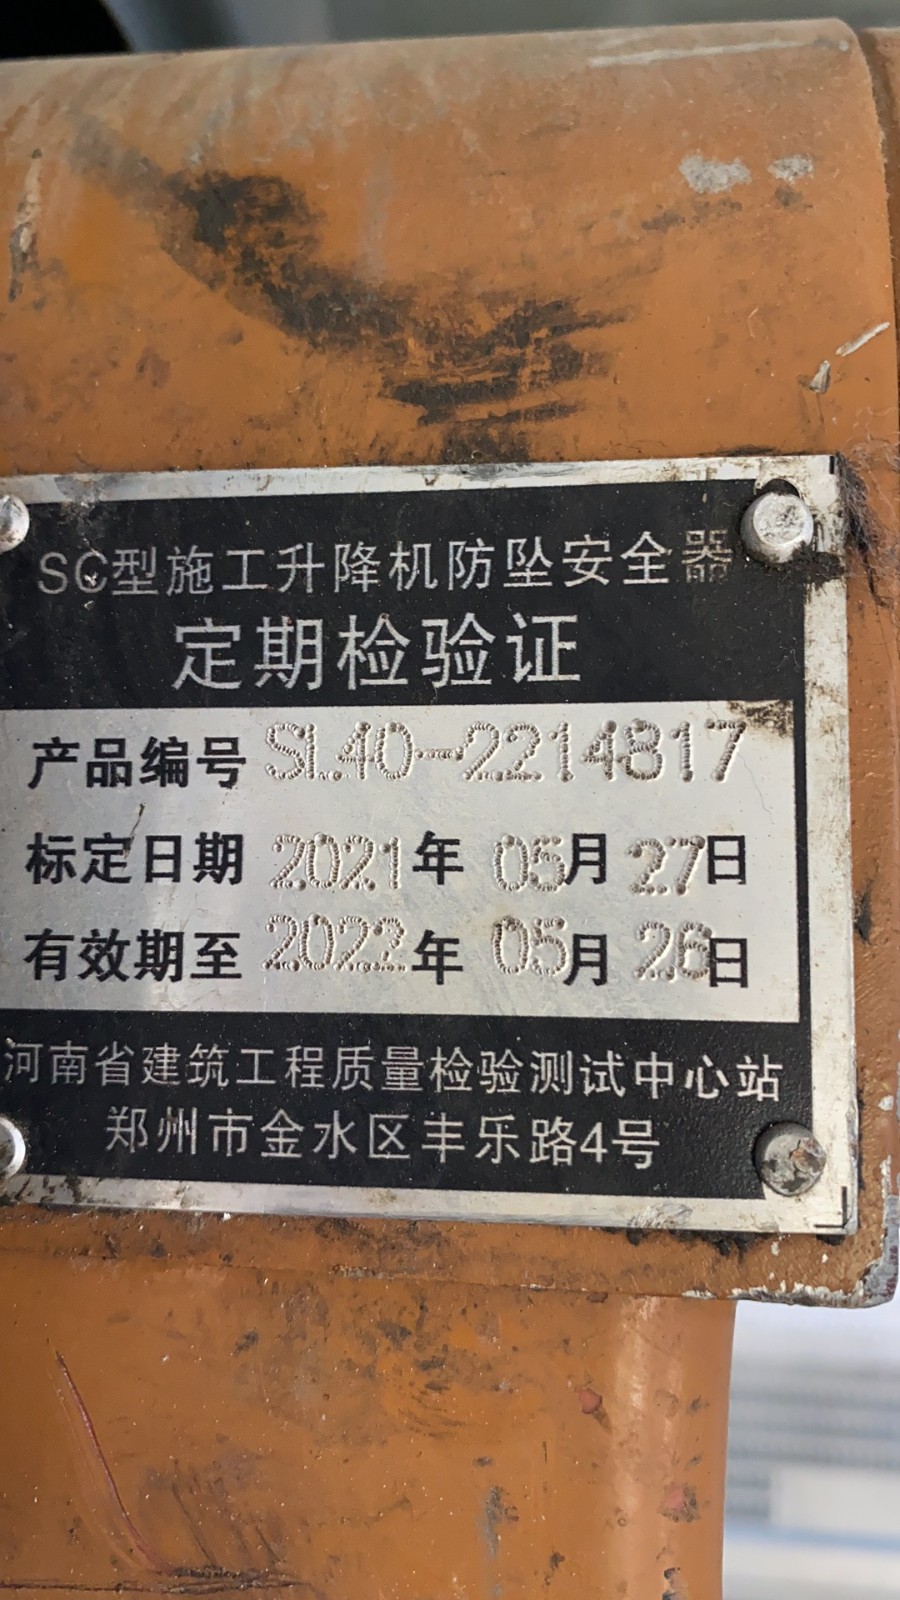 SC型施工升降机防坠安全器
定期检验证
产品编号 SL40-2214817
标定日期 2021年 05月 27日
有效期至 2022年 05月 26日
河南省建筑工程质量检验测试中心站
郑州市金水区丰乐路4号